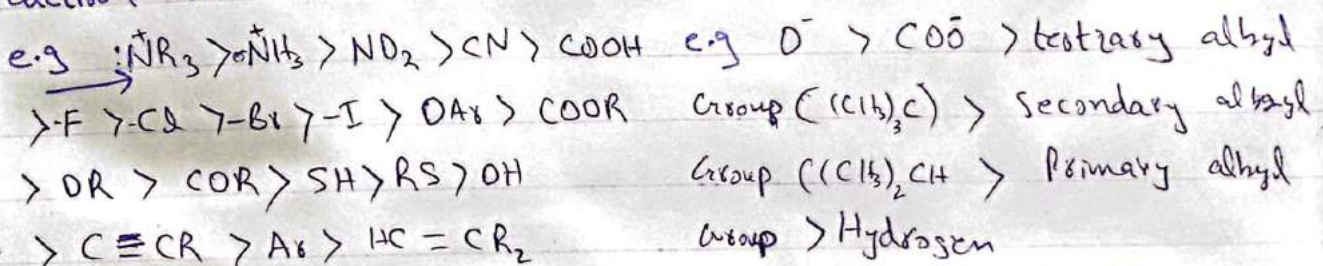 e.g :N⁺R₃ > N⁺H₃ > NO₂ > CN > COOH e.g O⁻ > COO⁻ > tertiary alkyl
>-F >-Cl >-Br >-I > OAr > COOR Group ((CH₃)₃C) > Secondary alkyl
> OR > COR > SH > RS > OH Group ((CH₃)₂CH > Primary alkyl
> C≡CR > Ar > HC=CR₂ Group > Hydrogen